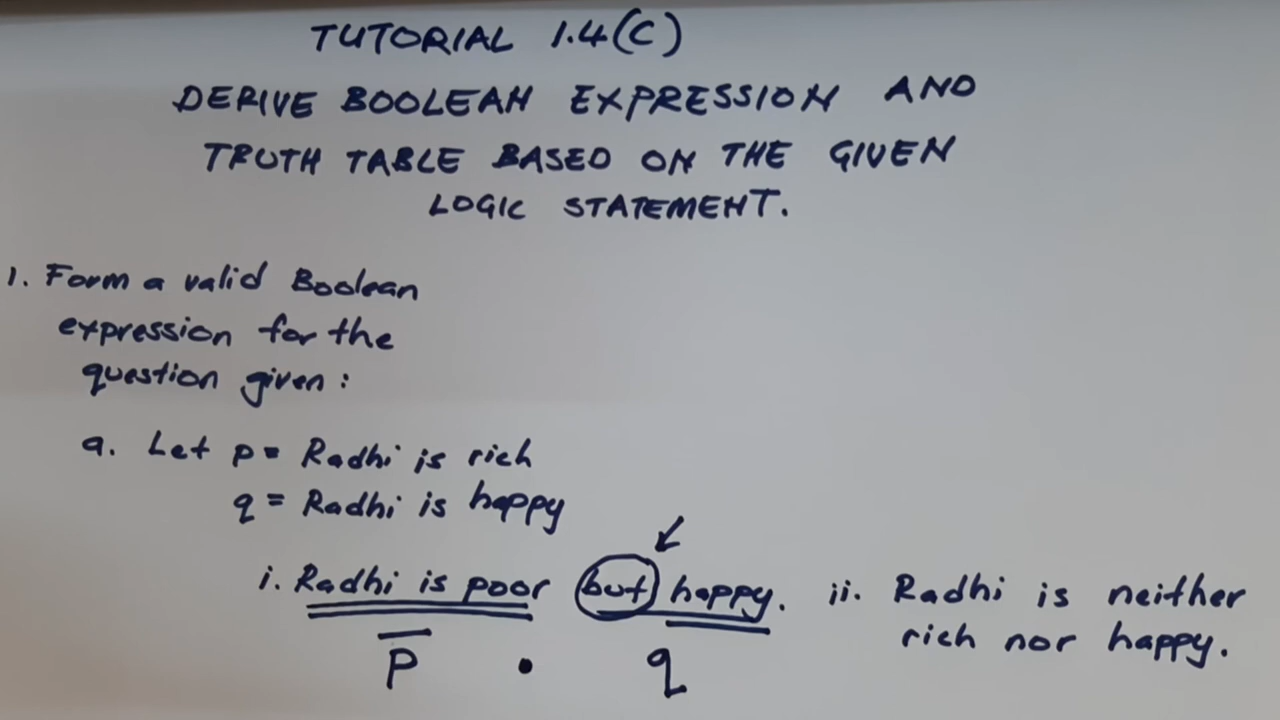 TUTORIAL 1.4(C)
DERIVE BOOLEAN EXPRESSION AND
TRUTH TABLE BASED ON THE GIVEN
LOGIC STATEMENT.
1. Form a valid Boolean
expression for the
question given:
a. Let p = Radhi is rich
q = Radhi is happy
i. Radhi is poor but happy.
p̅ • q
ii. Radhi is neither
rich nor happy.